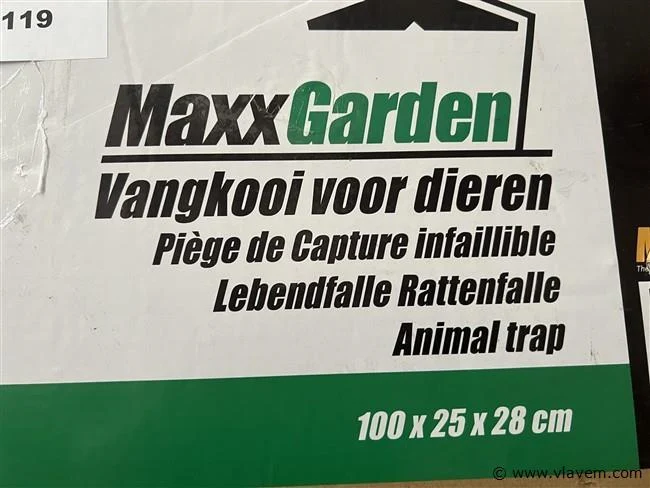 119
MaxxGarden
Vangkooi voor dieren
Piège de Capture infaillible
Lebendfalle Rattenfalle
Animal trap
100 x 25 x 28 cm
© www.vlavem.com